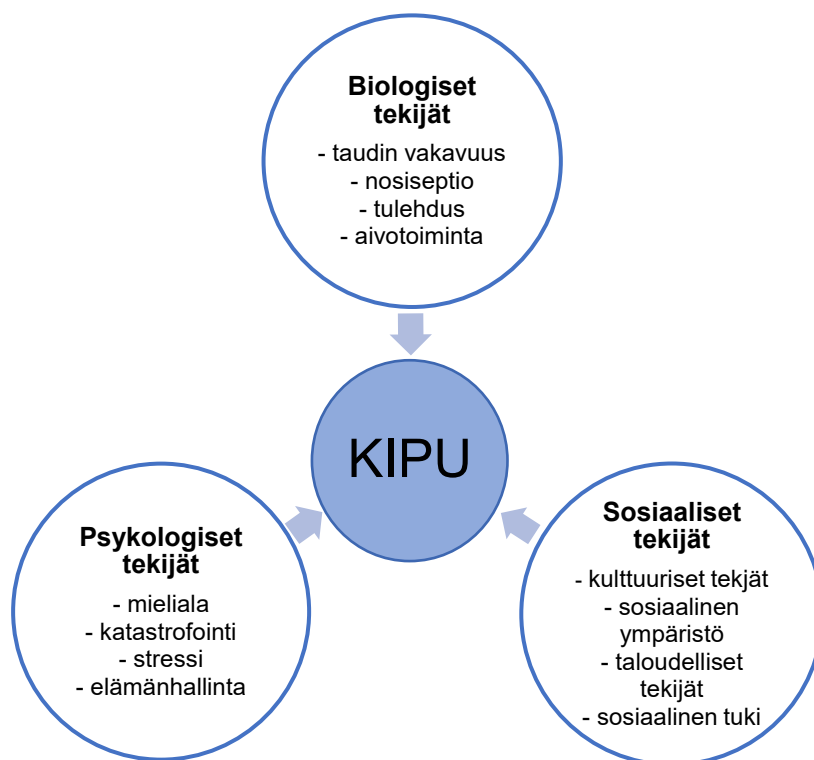 Biologiset
tekijät
- taudin vakavuus
- nosiseptio
- tulehdus
- aivotoiminta
KIPU
Psykologiset
tekijät
- mieliala
- katastrofointi
- stressi
- elämänhallinta
Sosiaaliset
tekijät
- kulttuuriset tekjät
- sosiaalinen
ympäristö
- taloudelliset
tekijät
- sosiaalinen tuki